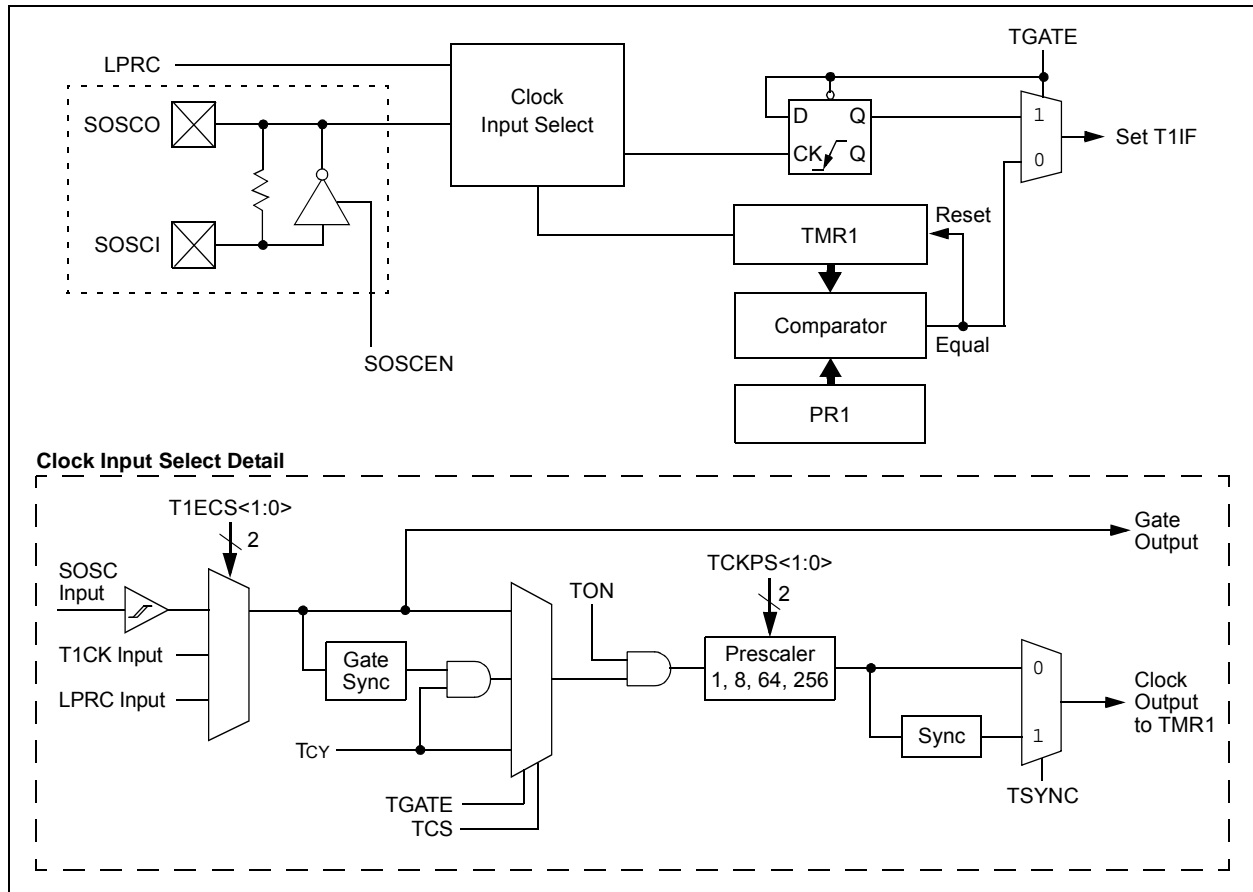 TGATE
LPRC
Clock
Input Select
SOSCO
D
Q
1
Set T1IF
CK
Q
0
SOSCI
Reset
TMR1
Comparator
Equal
SOSCEN
PR1
Clock Input Select Detail
T1ECS<1:0>
2
Gate
Output
SOSC
Input
TCKPS<1:0>
2
TON
T1CK Input
Gate
Sync
Prescaler
1, 8, 64, 256
0
LPRC Input
Clock
Output
to TMR1
Sync
1
TCY
TGATE
TCS
TSYNC